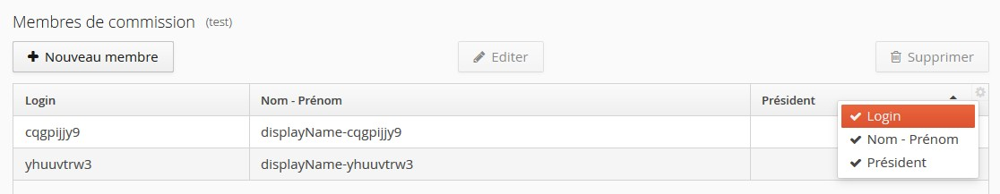 Membres de commission (test)
Nouveau membre Editer Supprimer
Login Nom - Prénom Président
cqgpijjy9 displayName-cqgpijjy9
yhuuvtrw3 displayName-yhuuvtrw3
Login
Nom - Prénom
Président